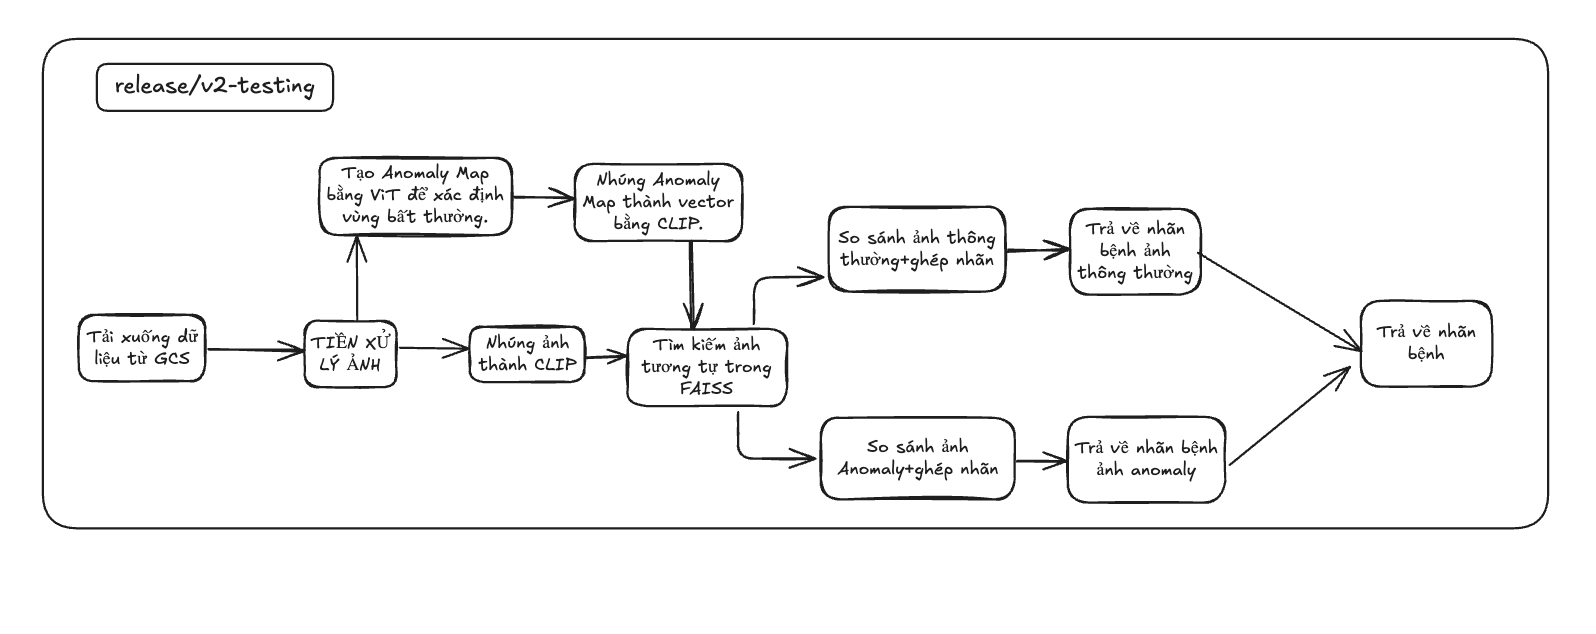 release/v2-testing
Tạo Anomaly Map
bằng ViT để xác định
vùng bất thường.
Nhúng Anomaly
Map thành vector
bằng CLIP.
So sánh ảnh thông
thường+ghép nhãn
Trả về nhãn
bệnh ảnh
thông thường
Tải xuống dữ
liệu từ GCS
TIỀN XỬ
LÝ ẢNH
Nhúng ảnh
thành CLIP
Tìm kiếm ảnh
tương tự trong
FAISS
Trả về nhãn
bệnh
So sánh ảnh
Anomaly+ghép nhãn
Trả về nhãn bệnh
ảnh anomaly